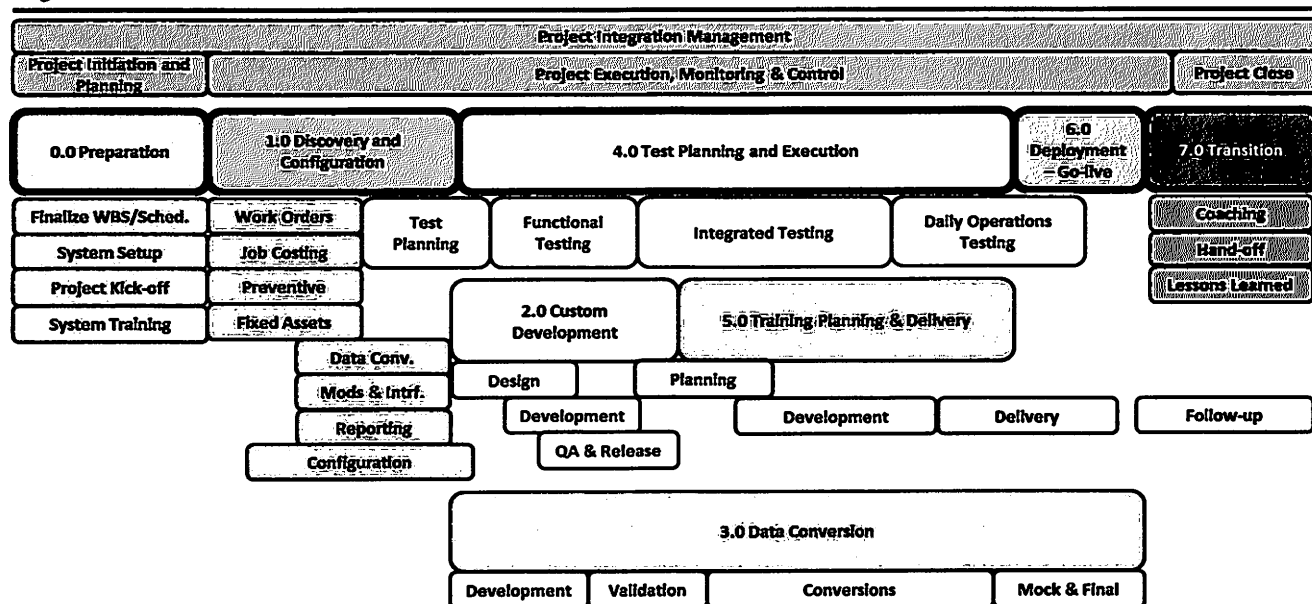 Project Integration Management
Project Initiation and
Planning
Project Execution, Monitoring & Control
Project Close
0.0 Preparation
1.0 Discovery and
Configuration
4.0 Test Planning and Execution
6.0
Deployment
– Go-live
7.0 Transition
Finalize WBS/Sched.
System Setup
Project Kick-off
System Training
Work Orders
Job Costing
Preventive
Fixed Assets
Data Conv.
Mods & Intrf.
Reporting
Configuration
Test
Planning
Functional
Testing
Integrated Testing
Daily Operations
Testing
Coaching
Hand-off
Lessons Learned
2.0 Custom
Development
5.0 Training Planning & Delivery
Design
Development
QA & Release
Planning
Development
Delivery
Follow-up
3.0 Data Conversion
Development
Validation
Conversions
Mock & Final